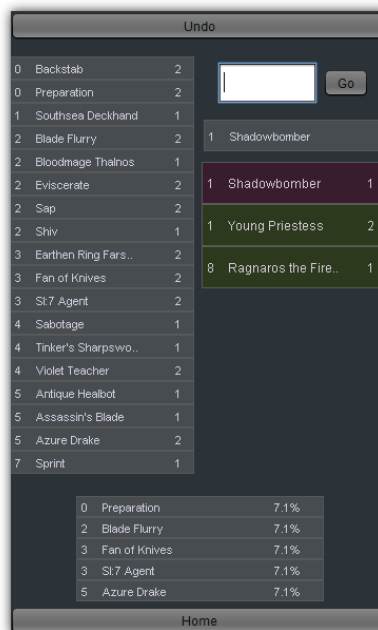 Undo
0 Backstab 2
0 Preparation 2
1 Southsea Deckhand 1
2 Blade Flurry 2
2 Bloodmage Thalnos 1
2 Eviscerate 2
2 Sap 2
2 Shiv 1
3 Earthen Ring Fars.. 2
3 Fan of Knives 2
3 SI:7 Agent 2
4 Sabotage 1
4 Tinker's Sharpswo.. 1
4 Violet Teacher 2
5 Antique Healbot 1
5 Assassin's Blade 1
5 Azure Drake 2
7 Sprint 1
Go
1 Shadowbomber
1 Shadowbomber 1
1 Young Priestess 2
8 Ragnaros the Fire.. 1
0 Preparation 7.1%
2 Blade Flurry 7.1%
3 Fan of Knives 7.1%
3 SI:7 Agent 7.1%
5 Azure Drake 7.1%
Home